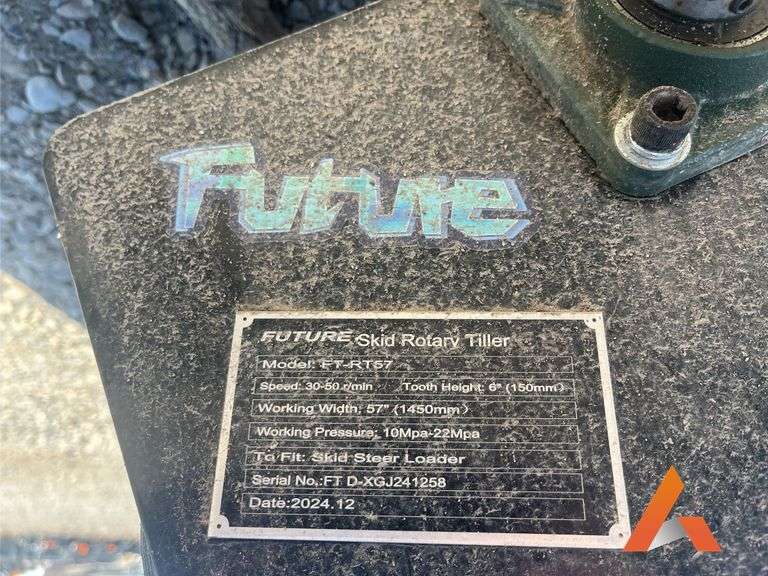 Future
FUTURE Skid Rotary Tiller
Model: FT-RT57
Speed: 30-50 r/min Tooth Height: 6" (150mm)
Working Width: 57" (1450mm)
Working Pressure: 10Mpa-22Mpa
To Fit: Skid Steer Loader
Serial No.:FT D-XGJ241258
Date:2024.12